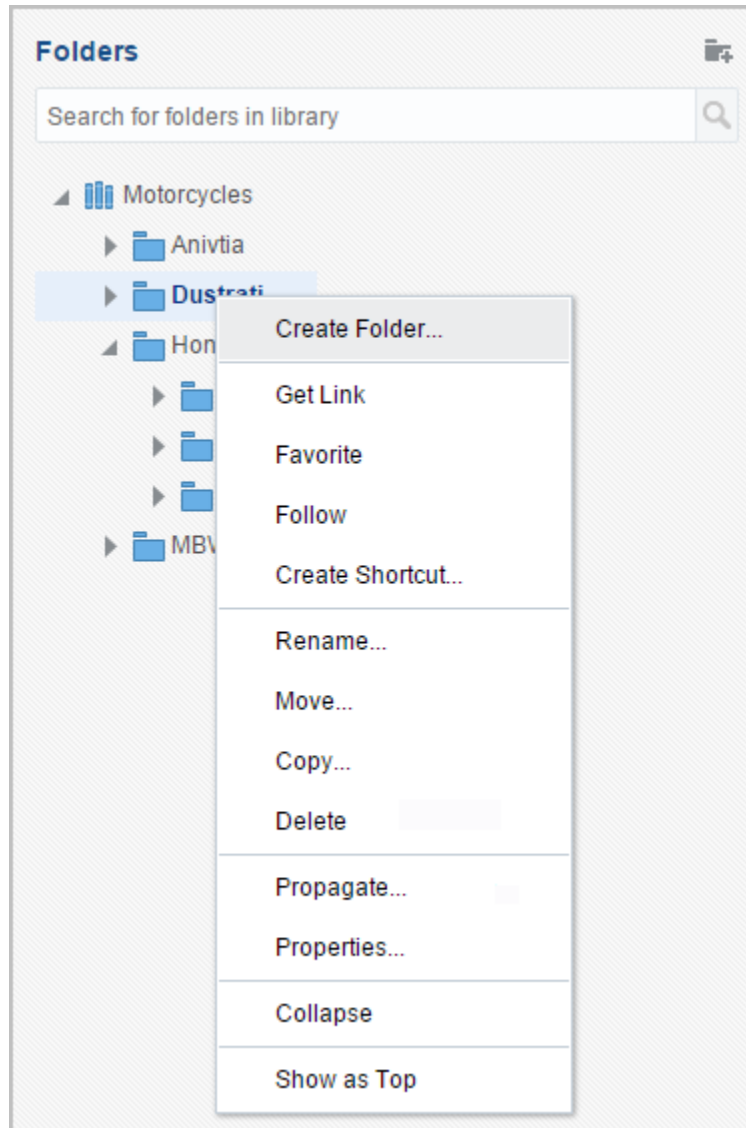 Folders
Search for folders in library
Motorcycles
Anivtia
Dustrati
Create Folder...
Get Link
Favorite
Follow
Create Shortcut...
Rename...
Move...
Copy...
Delete
Propagate...
Properties...
Collapse
Show as Top